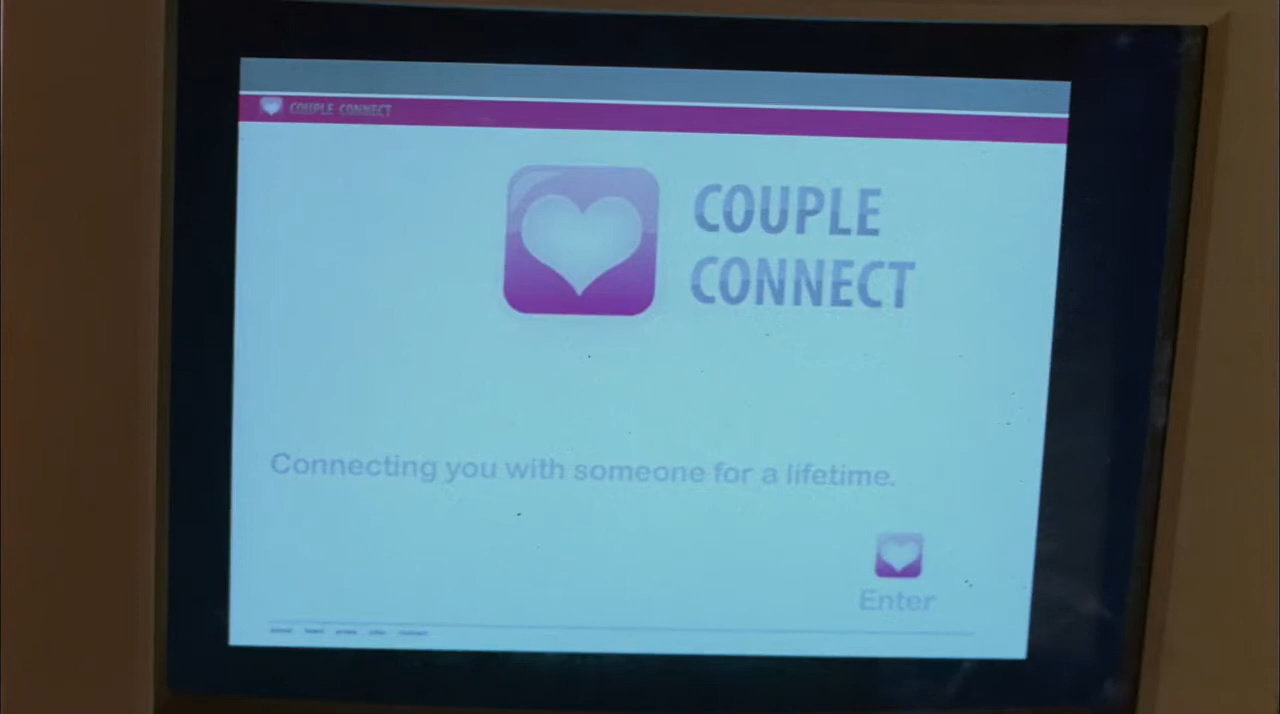 COUPLE CONNECT
COUPLE
CONNECT
Connecting you with someone for a lifetime.
Enter